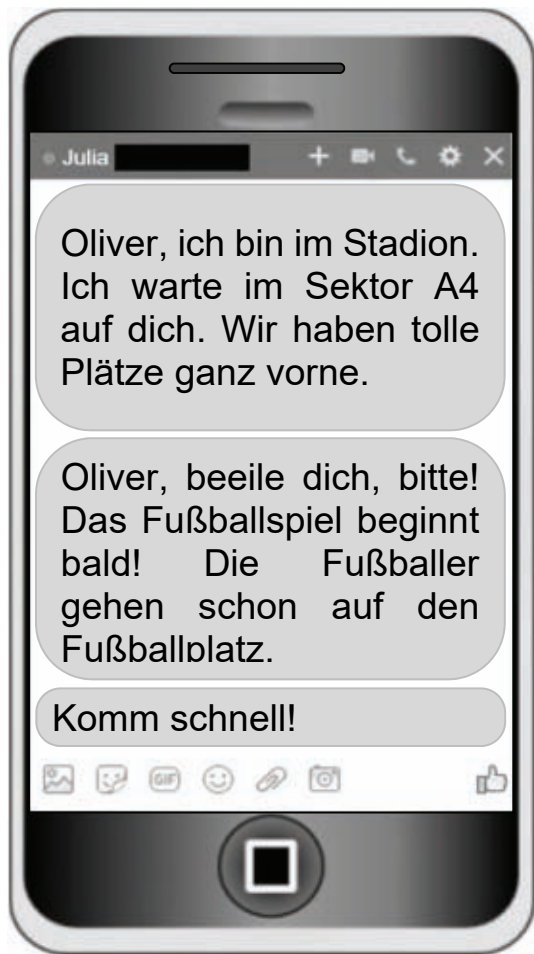 Julia
Oliver, ich bin im Stadion.
Ich warte im Sektor A4
auf dich. Wir haben tolle
Plätze ganz vorne.
Oliver, beeile dich, bitte!
Das Fußballspiel beginnt
bald! Die Fußballer
gehen schon auf den
Fußballplatz.
Komm schnell!
GIF